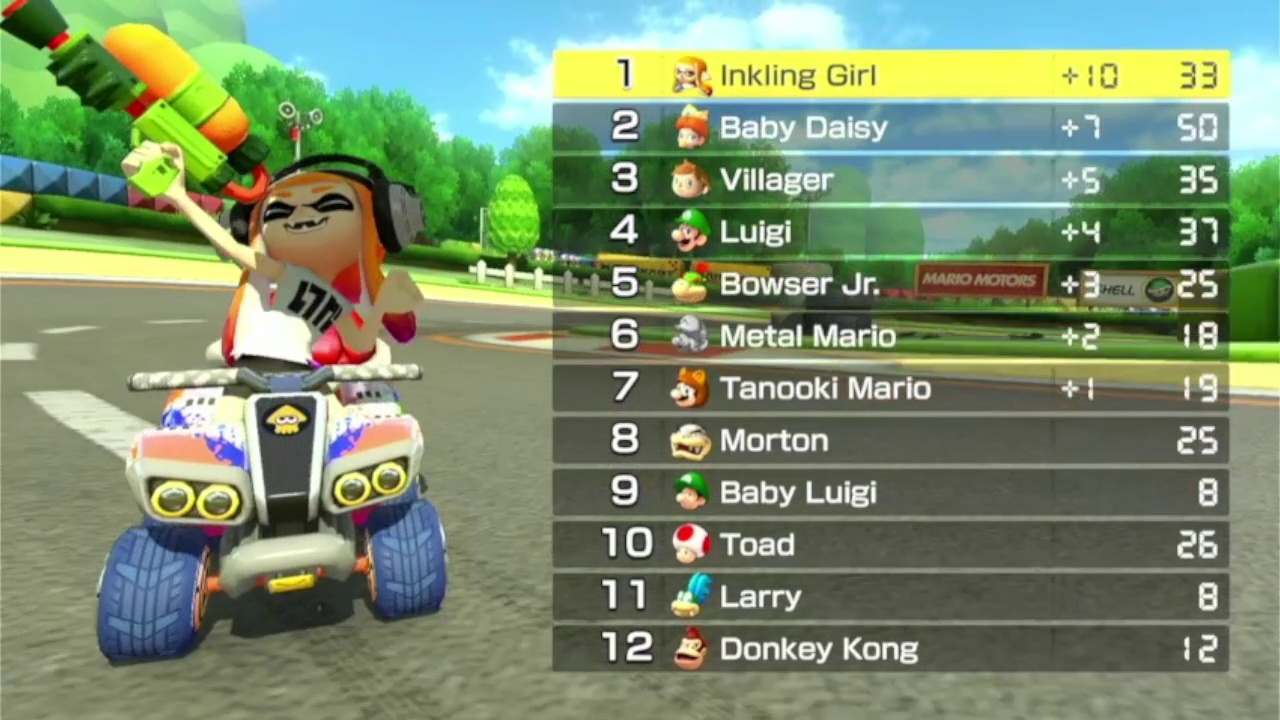 1 Inkling Girl +10 33
2 Baby Daisy +7 50
3 Villager +5 35
4 Luigi +4 37
5 Bowser Jr. +3 25
6 Metal Mario +2 18
7 Tanooki Mario +1 19
8 Morton 25
9 Baby Luigi 8
10 Toad 26
11 Larry 8
12 Donkey Kong 12
MARIO MOTORS
SHELL